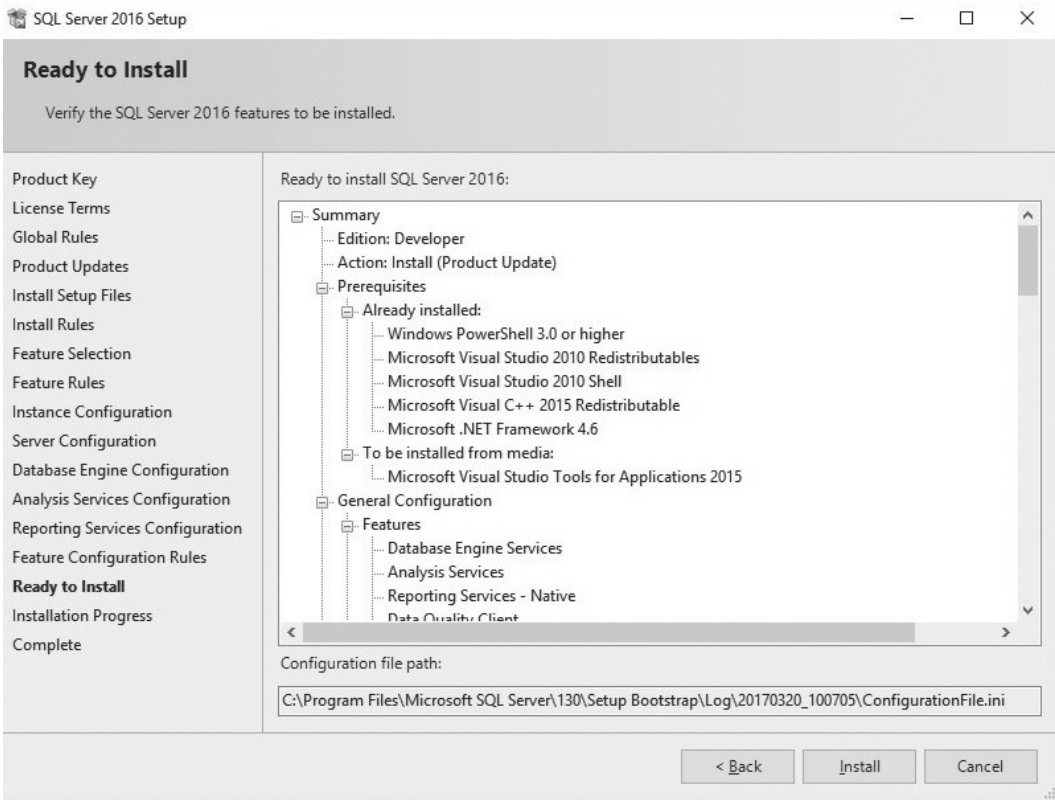 SQL Server 2016 Setup
Ready to Install
Verify the SQL Server 2016 features to be installed.
Product Key
License Terms
Global Rules
Product Updates
Install Setup Files
Install Rules
Feature Selection
Feature Rules
Instance Configuration
Server Configuration
Database Engine Configuration
Analysis Services Configuration
Reporting Services Configuration
Feature Configuration Rules
Ready to Install
Installation Progress
Complete
Ready to install SQL Server 2016:
Summary
Edition: Developer
Action: Install (Product Update)
Prerequisites
Already installed:
Windows PowerShell 3.0 or higher
Microsoft Visual Studio 2010 Redistributables
Microsoft Visual Studio 2010 Shell
Microsoft Visual C++ 2015 Redistributable
Microsoft .NET Framework 4.6
To be installed from media:
Microsoft Visual Studio Tools for Applications 2015
General Configuration
Features
Database Engine Services
Analysis Services
Reporting Services - Native
Data Quality Client
Configuration file path:
C:\Program Files\Microsoft SQL Server\130\Setup Bootstrap\Log\20170320_100705\ConfigurationFile.ini
< Back
Install
Cancel